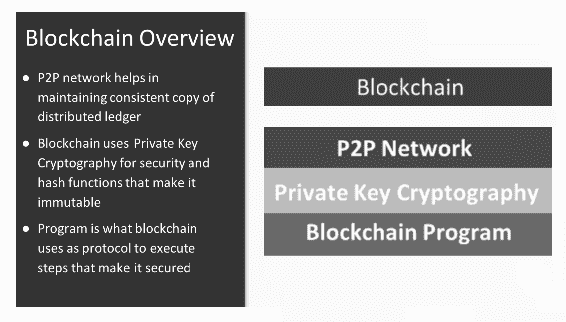 Blockchain Overview
● P2P network helps in
maintaining consistent copy of
distributed ledger
● Blockchain uses Private Key
Cryptography for security and
hash functions that make it
immutable
● Program is what blockchain
uses as protocol to execute
steps that make it secured
Blockchain
P2P Network
Private Key Cryptography
Blockchain Program